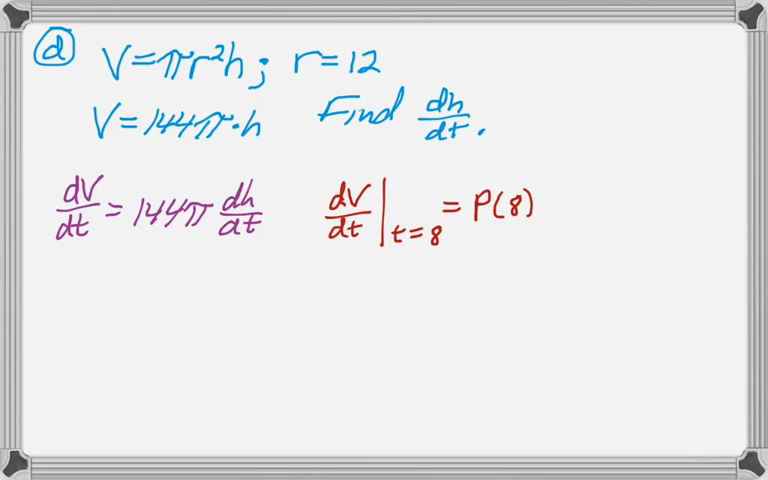 d V=πr²h; r=12
V=144π·h Find dh/dt.
dV/dt = 144π dh/dt dV/dt | t=8 = P(8)